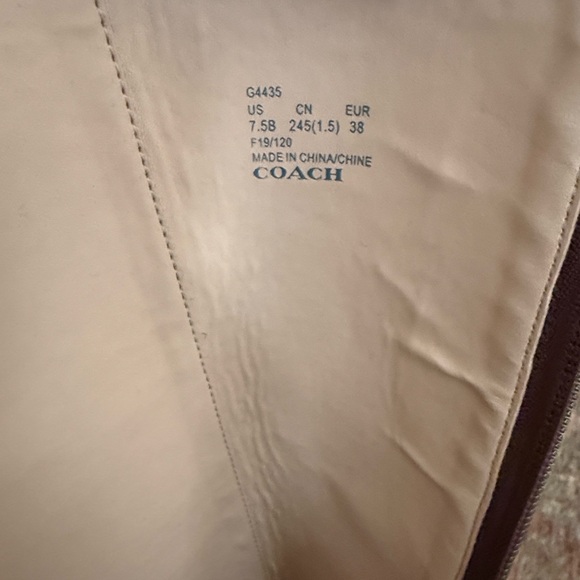 G4435
US CN EUR
7.5B 245(1.5) 38
F19/120
MADE IN CHINA/CHINE
COACH